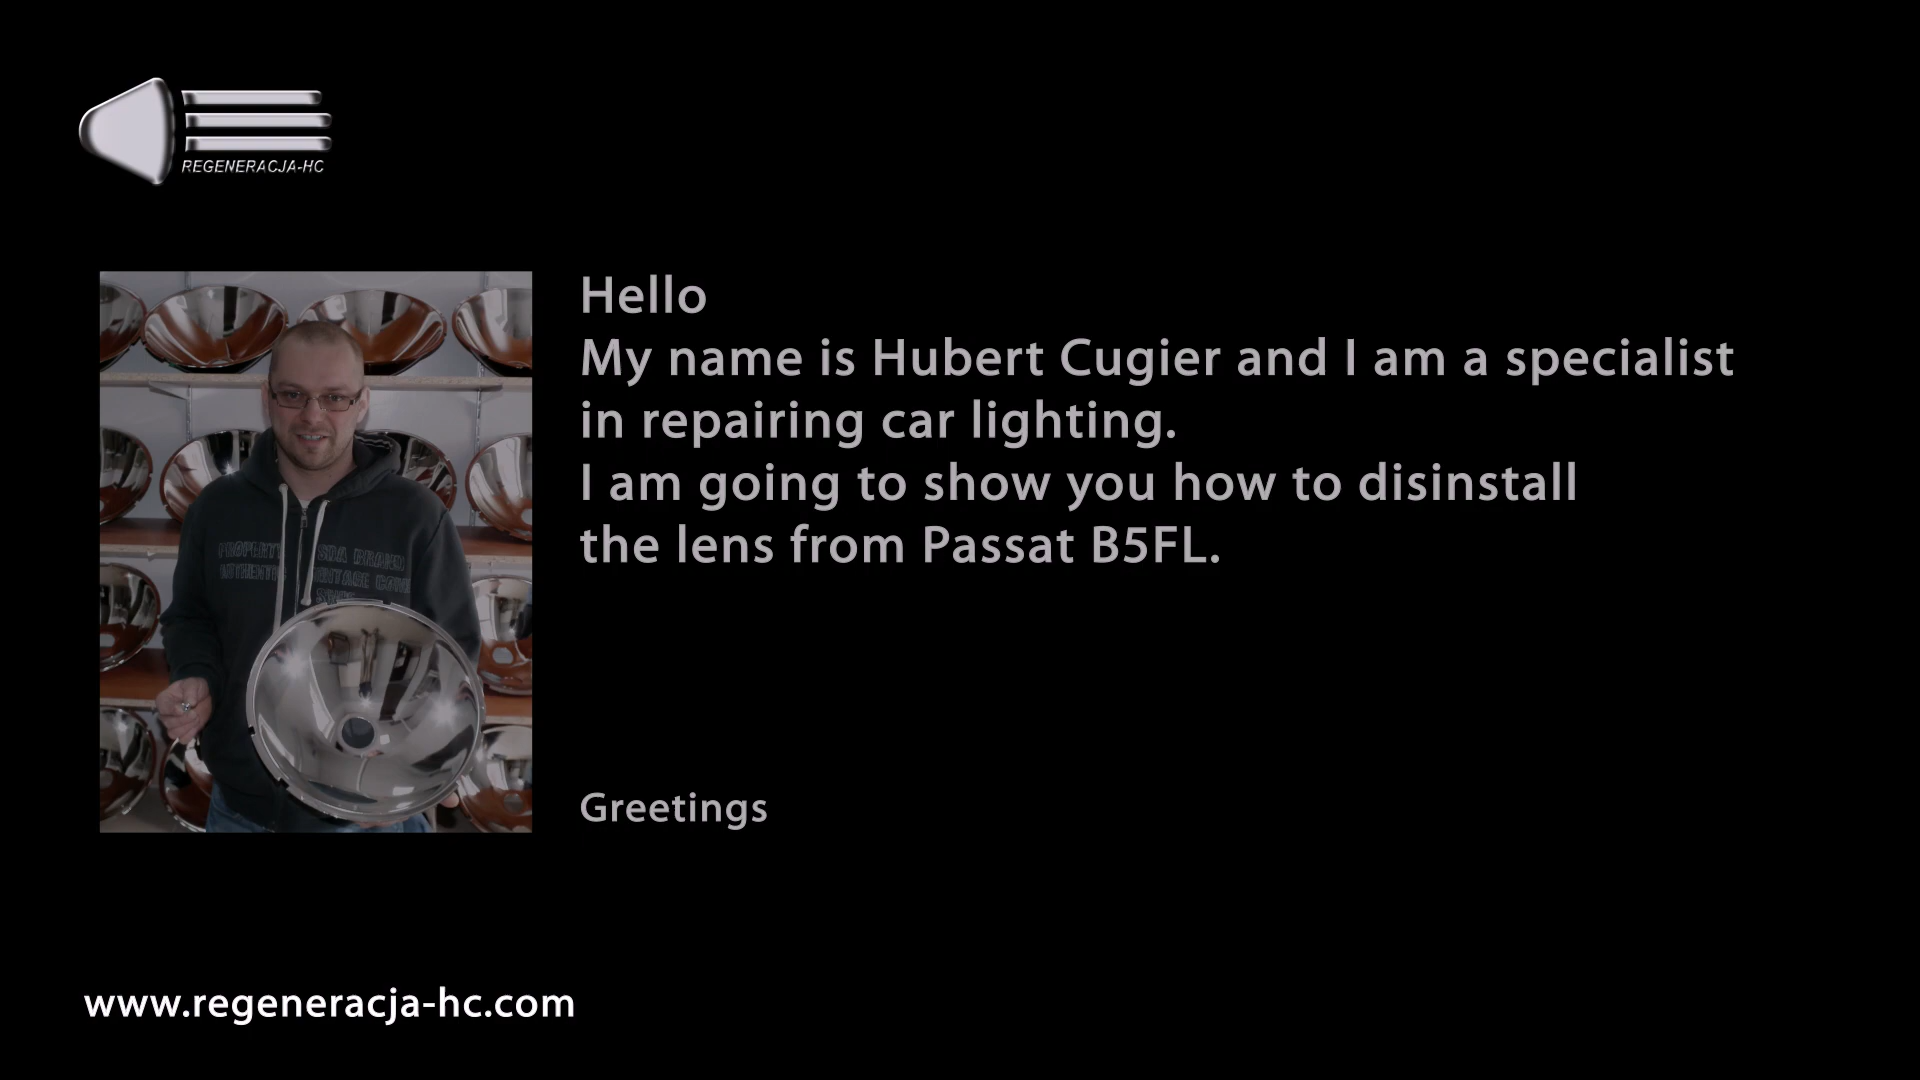 REGENERACJA-HC
Hello
My name is Hubert Cugier and I am a specialist
in repairing car lighting.
I am going to show you how to disinstall
the lens from Passat B5FL.
Greetings
www.regeneracja-hc.com